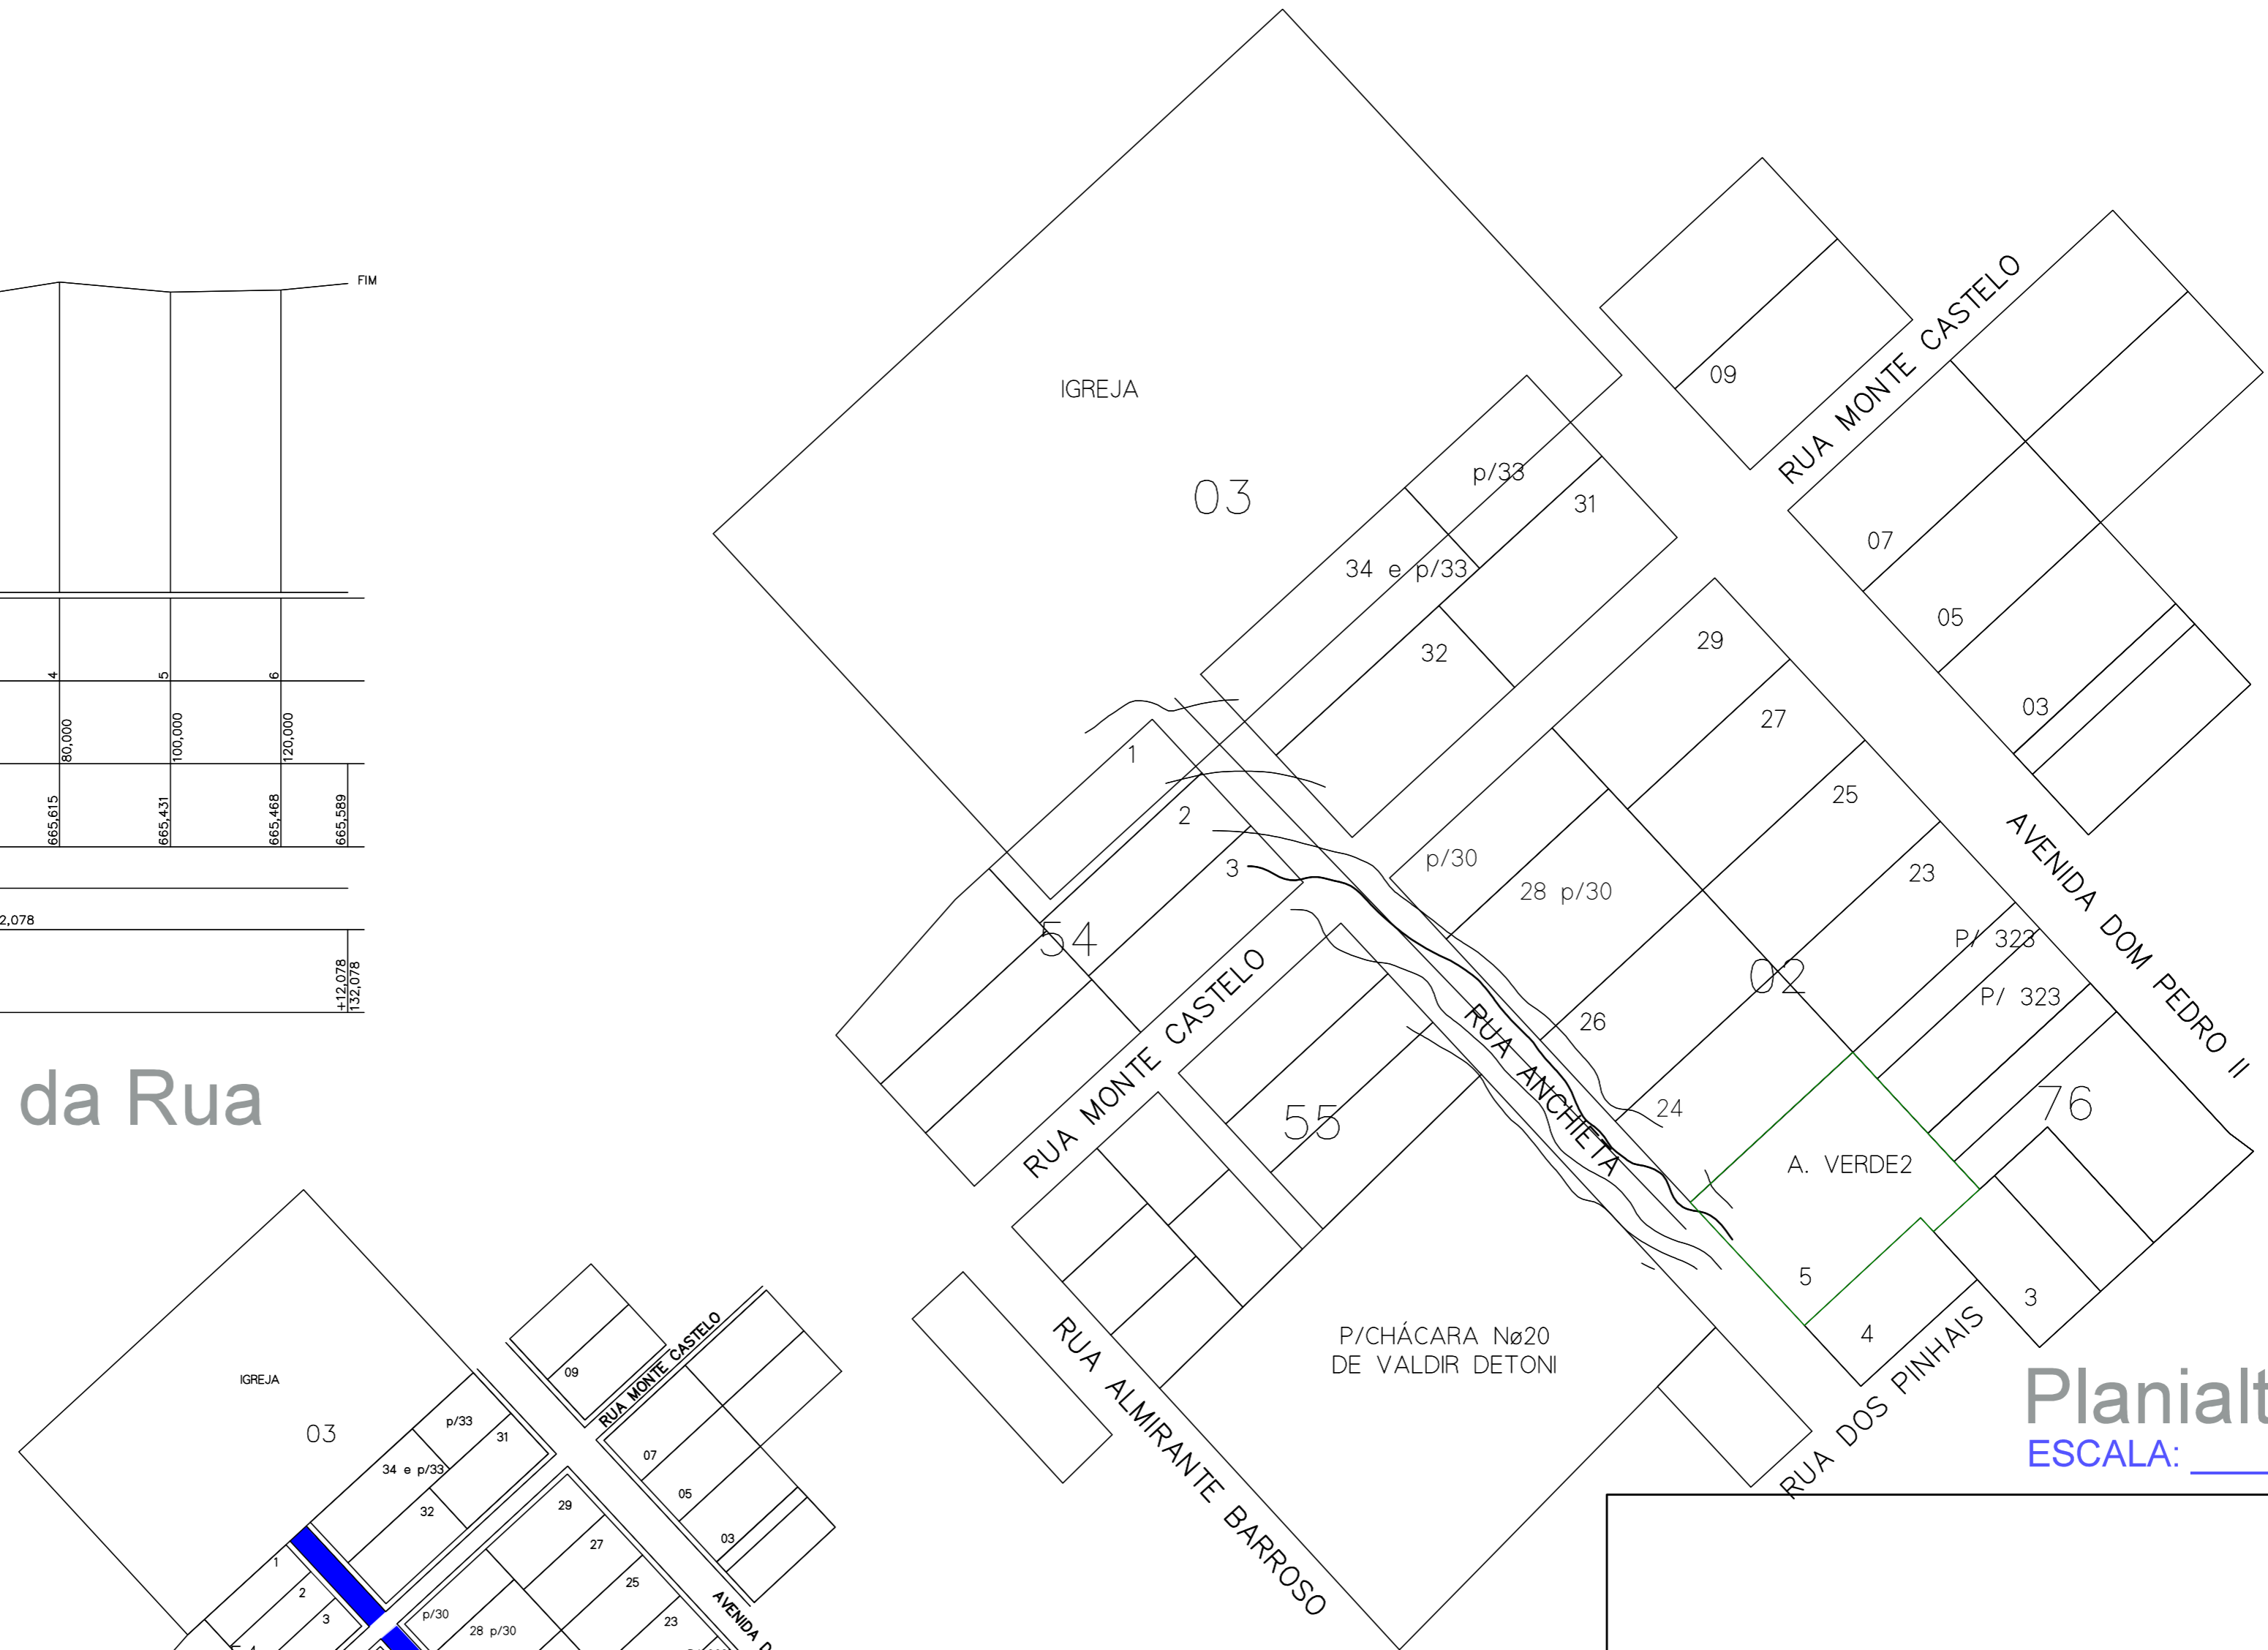 FIM
4
5
6
80,000
100,000
120,000
665,615
665,431
665,468
665,589
2,078
+12,078
132,078
da Rua
IGREJA
03
p/33
31
34 e p/33
32
09
RUA MONTE CASTELO
07
05
03
29
27
25
23
p/30
28 p/30
26
24
02
P/ 323
P/ 323
76
AVENIDA DOM PEDRO II
1
2
3
54
RUA MONTE CASTELO
55
RUA ANCHIETA
A. VERDE2
5
4
3
P/CHÁCARA Nø20
DE VALDIR DETONI
RUA ALMIRANTE BARROSO
RUA DOS PINHAIS
Planialt
ESCALA:
IGREJA
03
p/33
31
34 e p/33
32
09
RUA MONTE CASTELO
07
05
03
29
27
25
23
p/30
28 p/30
1
2
3
AVENIDA D